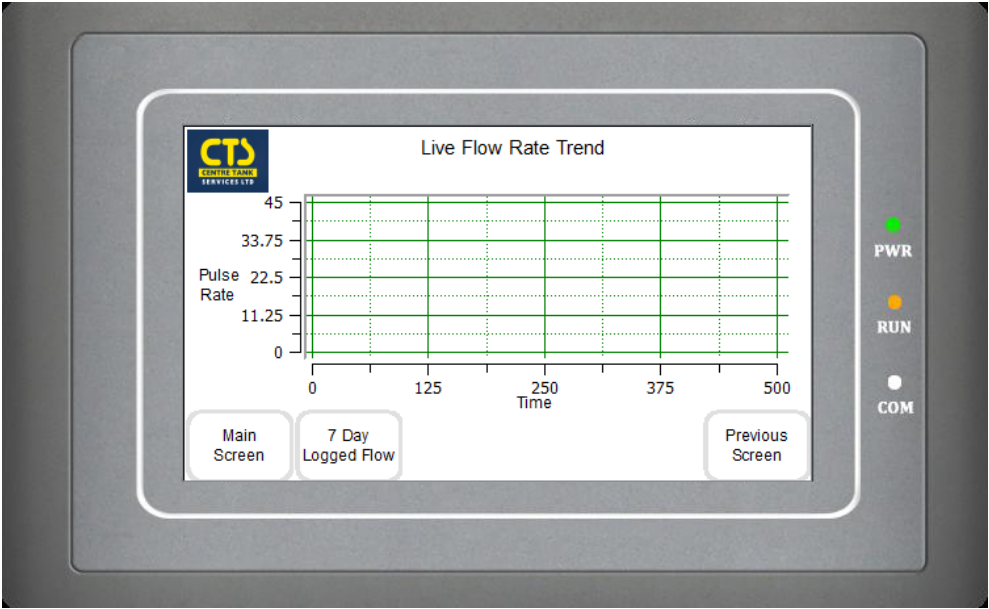 CTS
CENTRE TANK
SERVICES LTD
Live Flow Rate Trend
45
33.75
Pulse
Rate
22.5
11.25
0
0 125 250 375 500
Time
Main
Screen
7 Day
Logged Flow
Previous
Screen
PWR
RUN
COM